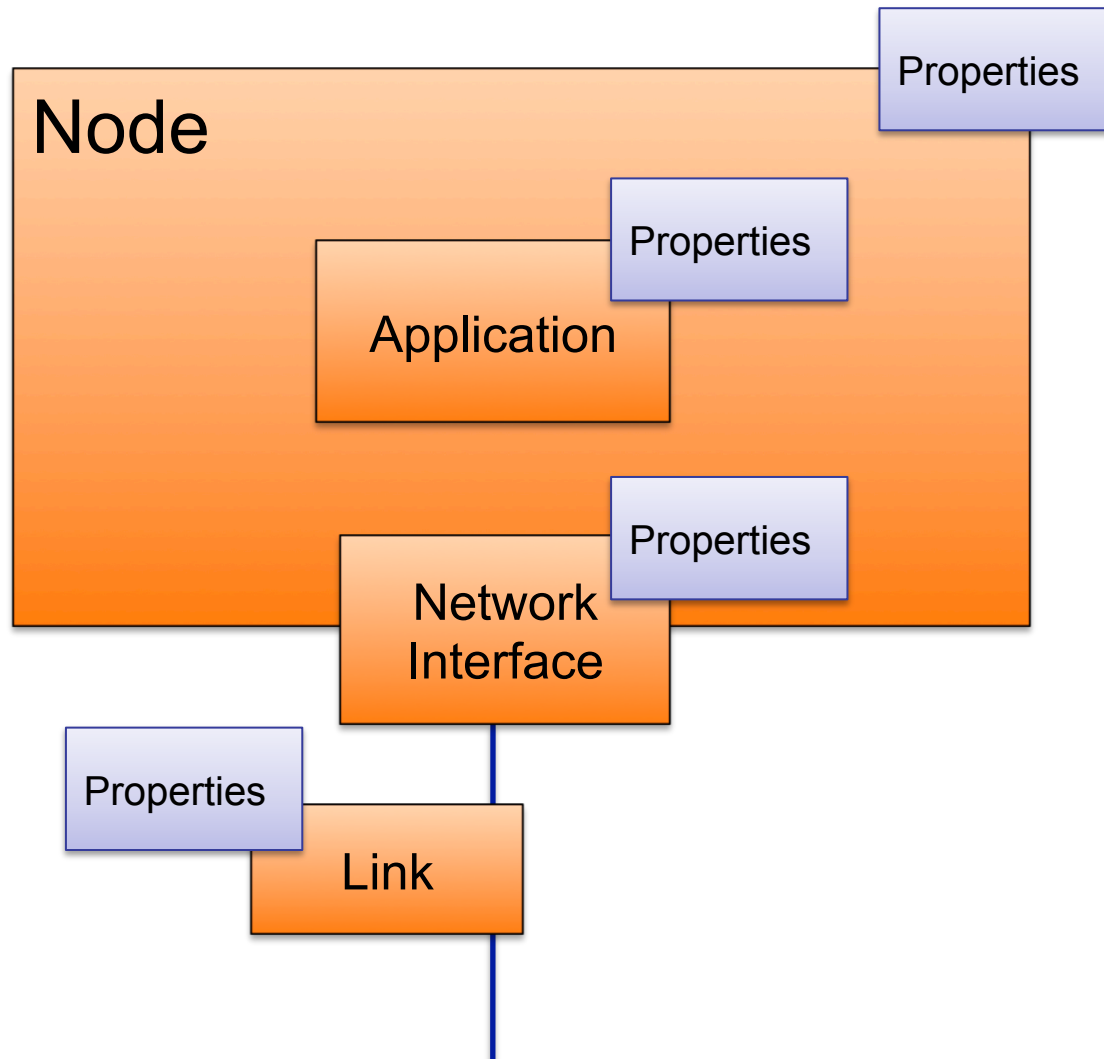 Properties
Node
Properties
Application
Properties
Network
Interface
Properties
Link